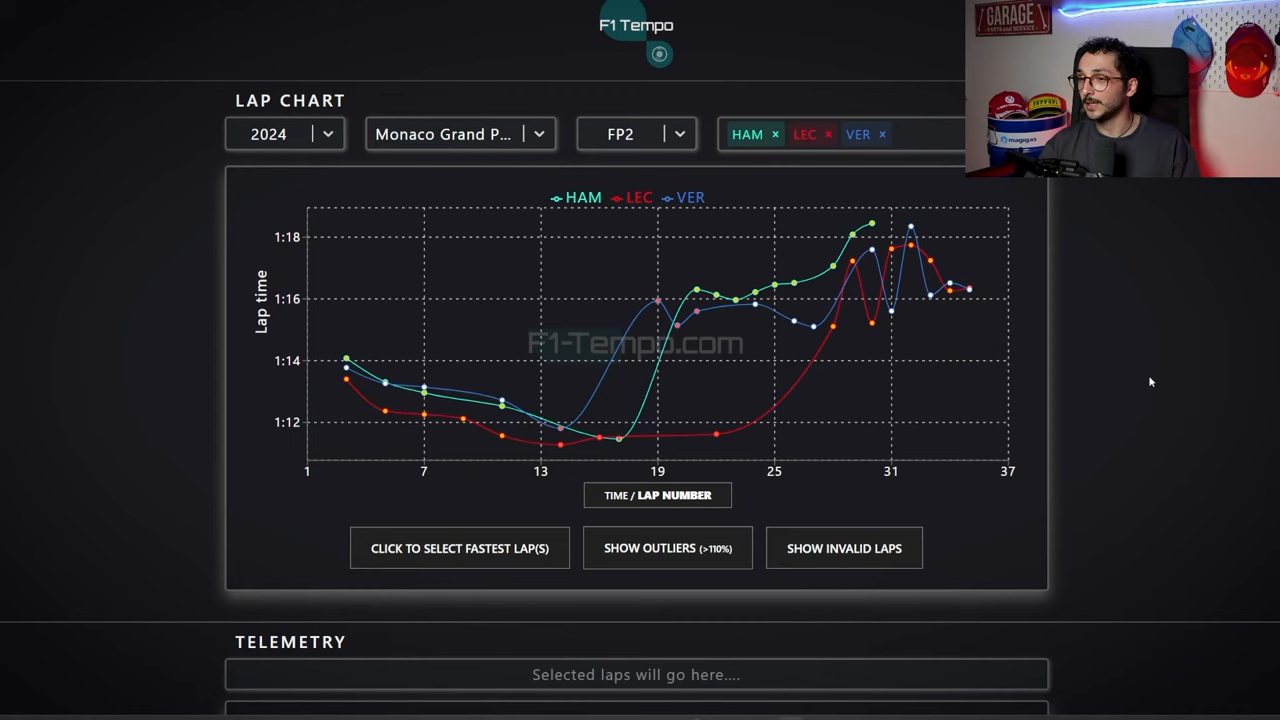 F1 Tempo
GARAGE
magigas
LAP CHART
2024
Monaco Grand P...
FP2
HAM × LEC × VER ×
HAM LEC VER
1:18
1:16
1:14
1:12
Lap time
F1-Tempo.com
1 7 13 19 25 31 37
TIME / LAP NUMBER
CLICK TO SELECT FASTEST LAP(S)
SHOW OUTLIERS (>110%)
SHOW INVALID LAPS
TELEMETRY
Selected laps will go here....